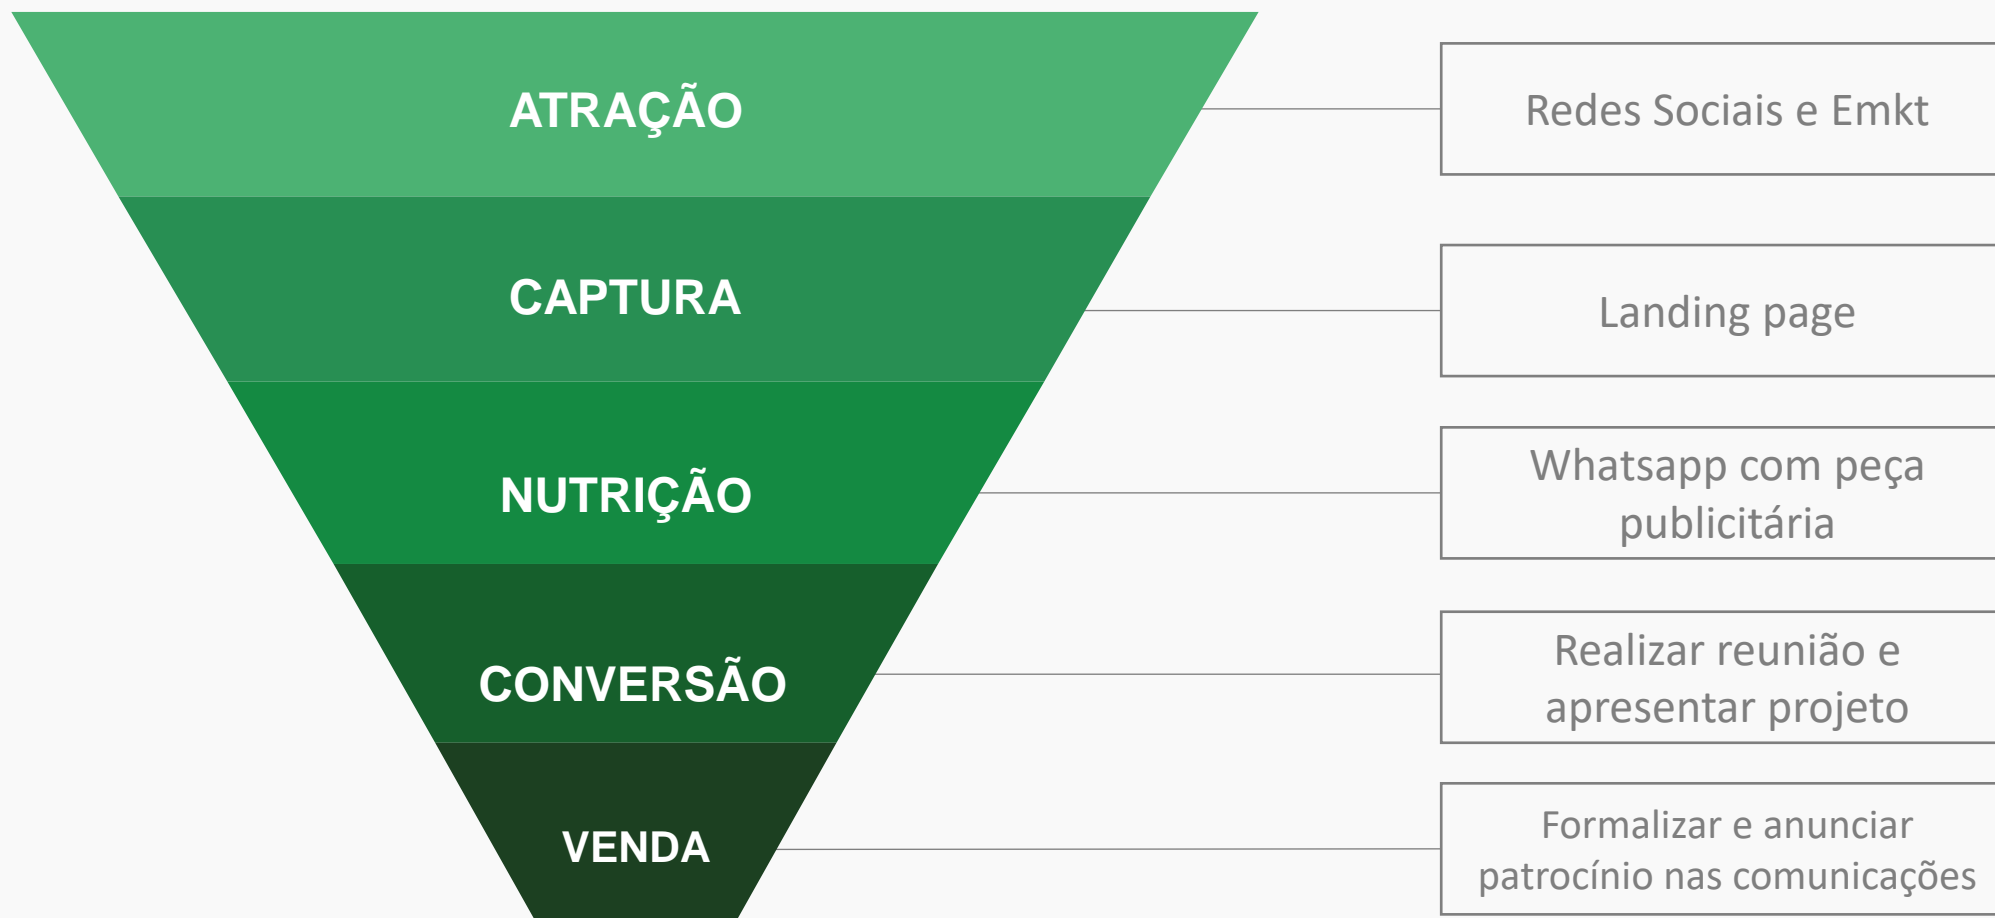 ATRAÇÃO
Redes Sociais e Emkt
CAPTURA
Landing page
NUTRIÇÃO
Whatsapp com peça
publicitária
CONVERSÃO
Realizar reunião e
apresentar projeto
VENDA
Formalizar e anunciar
patrocínio nas comunicações